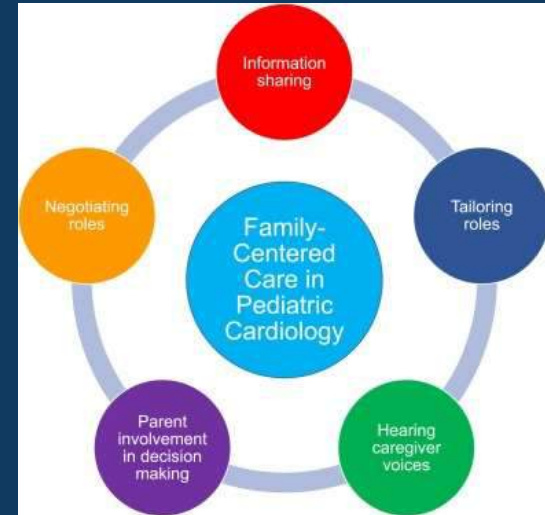 Information
sharing
Negotiating
roles
Tailoring
roles
Family-
Centered
Care in
Pediatric
Cardiology
Parent
involvement
in decision
making
Hearing
caregiver
voices